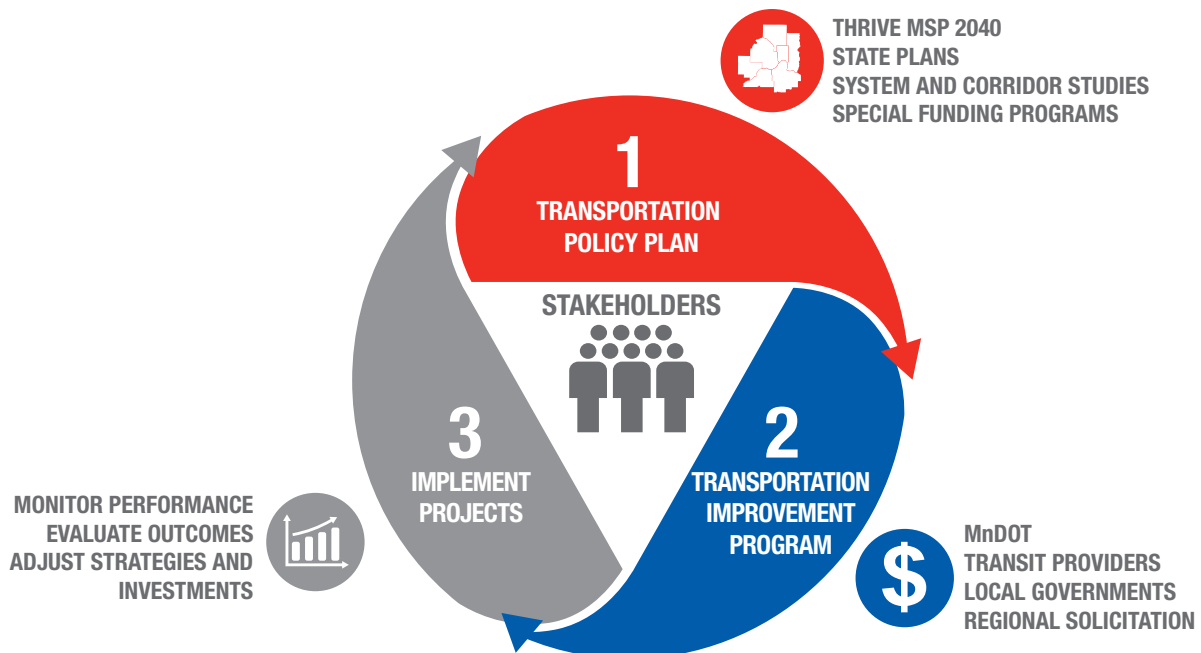 THRIVE MSP 2040
STATE PLANS
SYSTEM AND CORRIDOR STUDIES
SPECIAL FUNDING PROGRAMS
1
TRANSPORTATION
POLICY PLAN
STAKEHOLDERS
2
TRANSPORTATION
IMPROVEMENT
PROGRAM
$
MnDOT
TRANSIT PROVIDERS
LOCAL GOVERNMENTS
REGIONAL SOLICITATION
3
IMPLEMENT
PROJECTS
MONITOR PERFORMANCE
EVALUATE OUTCOMES
ADJUST STRATEGIES AND
INVESTMENTS